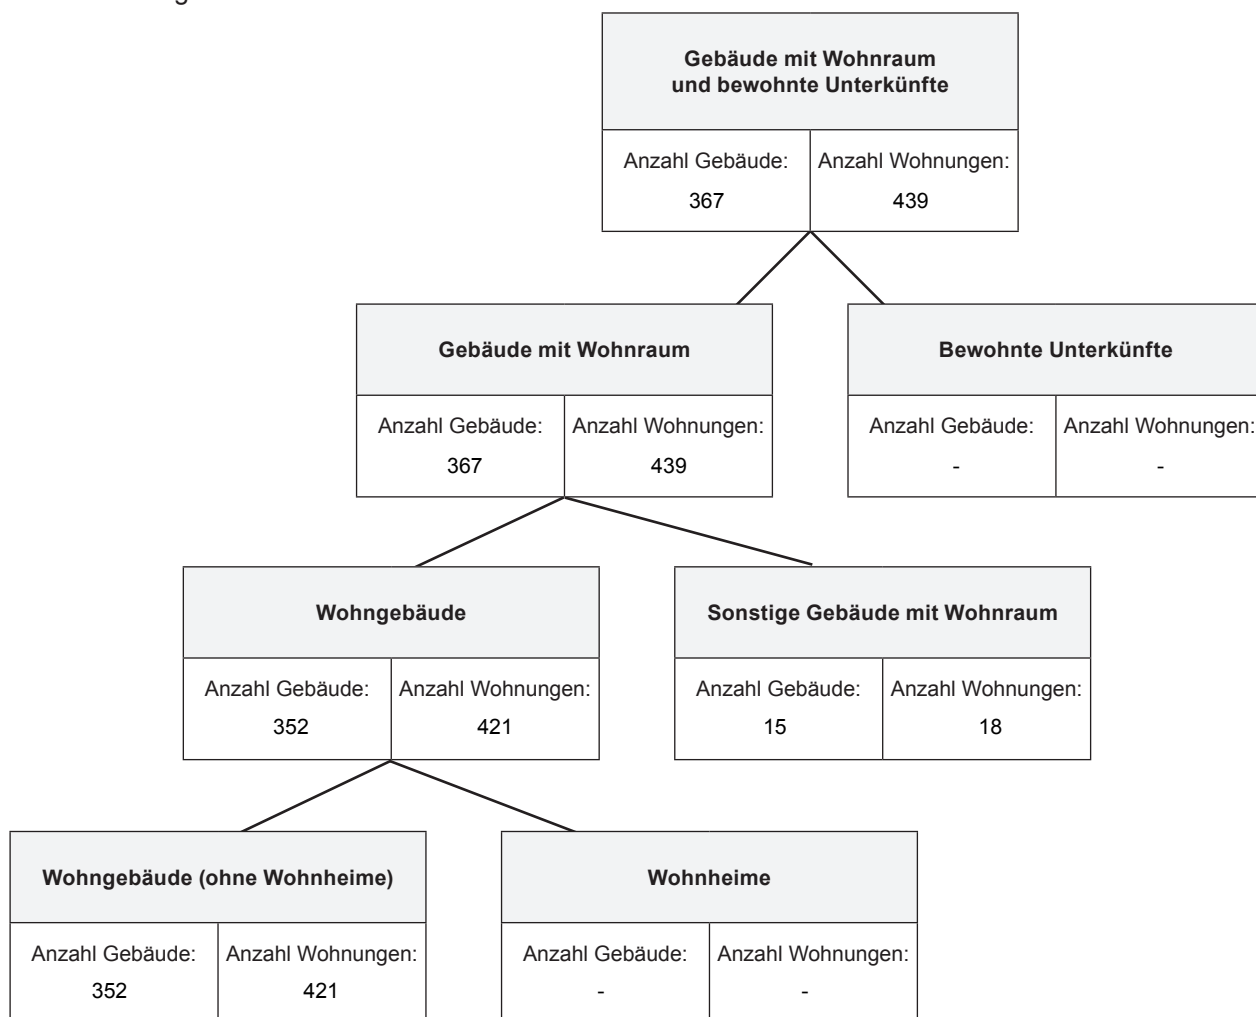 Gebäude mit Wohnraum
und bewohnte Unterkünfte
Anzahl Gebäude: Anzahl Wohnungen:
367 439
Gebäude mit Wohnraum Bewohnte Unterkünfte
Anzahl Gebäude: Anzahl Wohnungen: Anzahl Gebäude: Anzahl Wohnungen:
367 439 - -
Wohngebäude Sonstige Gebäude mit Wohnraum
Anzahl Gebäude: Anzahl Wohnungen: Anzahl Gebäude: Anzahl Wohnungen:
352 421 15 18
Wohngebäude (ohne Wohnheime) Wohnheime
Anzahl Gebäude: Anzahl Wohnungen: Anzahl Gebäude: Anzahl Wohnungen:
352 421 - -